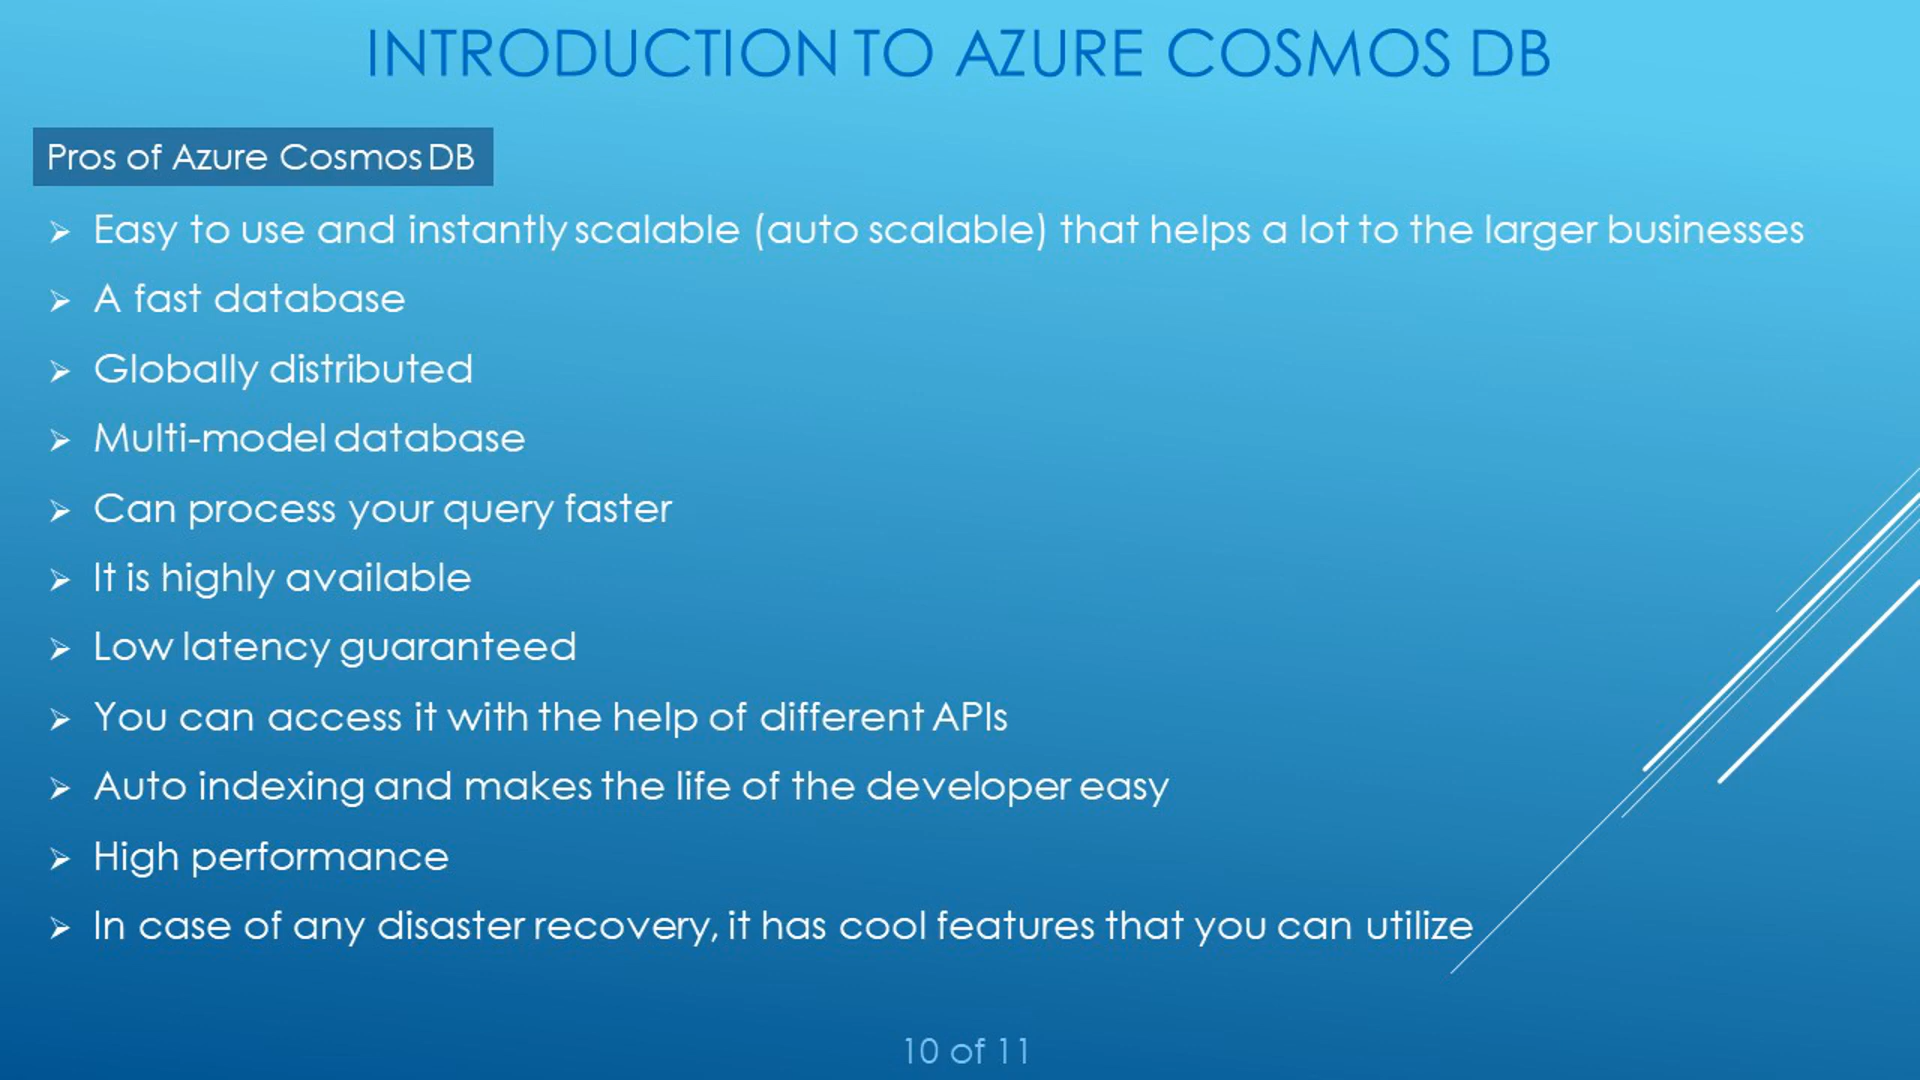 INTRODUCTION TO AZURE COSMOS DB
Pros of Azure Cosmos DB
➢ Easy to use and instantly scalable (auto scalable) that helps a lot to the larger businesses
➢ A fast database
➢ Globally distributed
➢ Multi-model database
➢ Can process your query faster
➢ It is highly available
➢ Low latency guaranteed
➢ You can access it with the help of different APIs
➢ Auto indexing and makes the life of the developer easy
➢ High performance
➢ In case of any disaster recovery, it has cool features that you can utilize
10 of 11